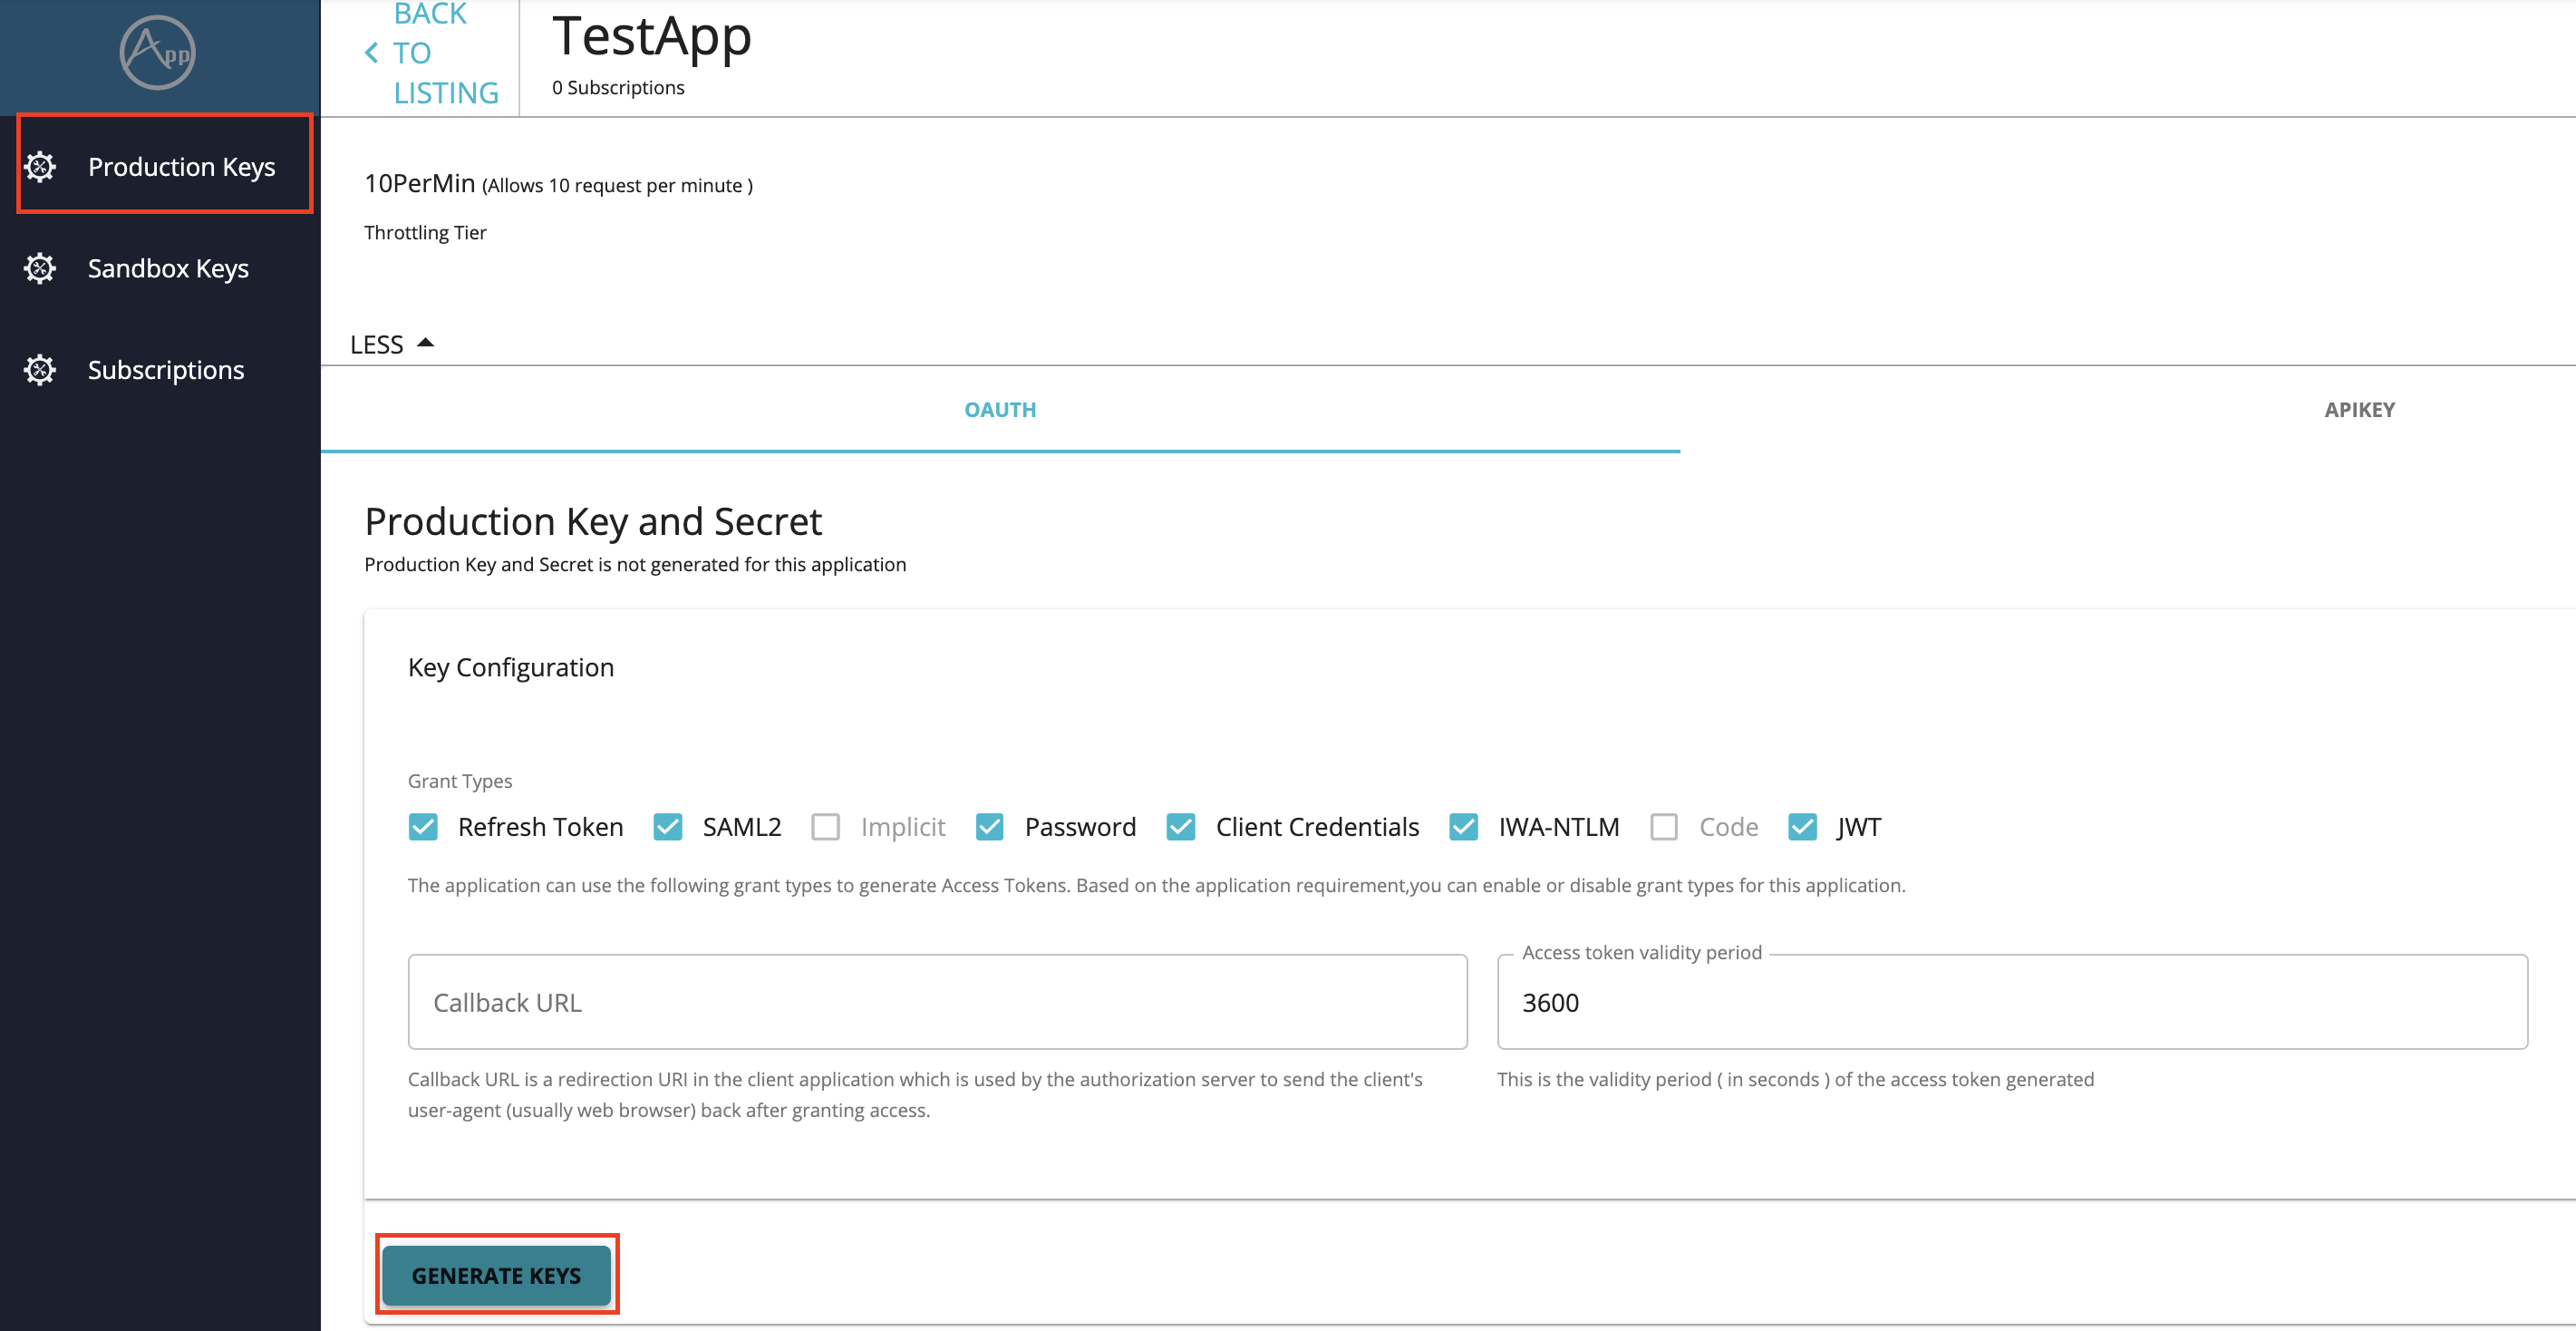 App
Production Keys
Sandbox Keys
Subscriptions
BACK
TO
LISTING
TestApp
0 Subscriptions
10PerMin (Allows 10 request per minute )
Throttling Tier
LESS
OAUTH
APIKEY
Production Key and Secret
Production Key and Secret is not generated for this application
Key Configuration
Grant Types
Refresh Token SAML2 Implicit Password Client Credentials IWA-NTLM Code JWT
The application can use the following grant types to generate Access Tokens. Based on the application requirement,you can enable or disable grant types for this application.
Callback URL
Callback URL is a redirection URI in the client application which is used by the authorization server to send the client's
user-agent (usually web browser) back after granting access.
Access token validity period
3600
This is the validity period ( in seconds ) of the access token generated
GENERATE KEYS